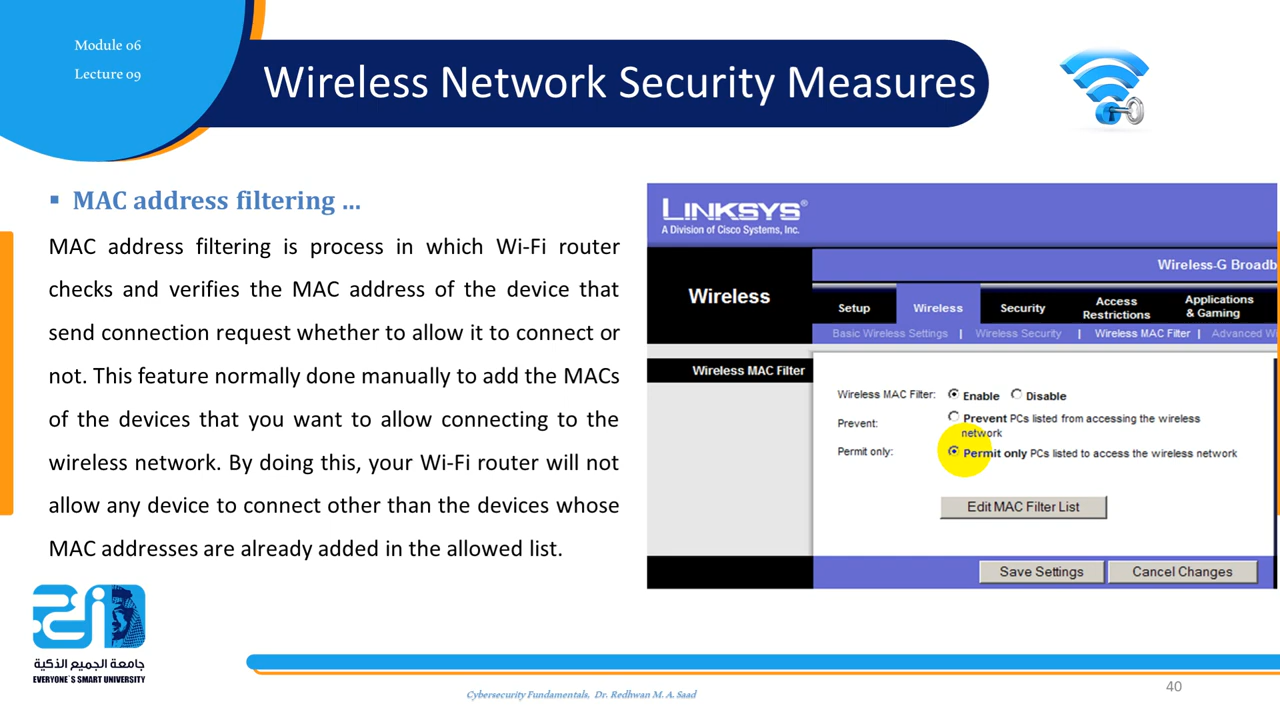 Module 06
Lecture 09
Wireless Network Security Measures
▪ MAC address filtering ...
MAC address filtering is process in which Wi-Fi router
checks and verifies the MAC address of the device that
send connection request whether to allow it to connect or
not. This feature normally done manually to add the MACs
of the devices that you want to allow connecting to the
wireless network. By doing this, your Wi-Fi router will not
allow any device to connect other than the devices whose
MAC addresses are already added in the allowed list.
LINKSYS®
A Division of Cisco Systems, Inc.
Wireless-G Broadb
Wireless
Setup
Wireless
Security
Access
Restrictions
Applications
& Gaming
Basic Wireless Settings | Wireless Security | Wireless MAC Filter | Advanced W
Wireless MAC Filter
Wireless MAC Filter: Enable Disable
Prevent: Prevent PCs listed from accessing the wireless
network
Permit only: Permit only PCs listed to access the wireless network
Edit MAC Filter List
Save Settings Cancel Changes
جامعة الجميع الذكية
EVERYONE`S SMART UNIVERSITY
Cybersecurity Fundamentals, Dr. Redhwan M. A. Saad
40